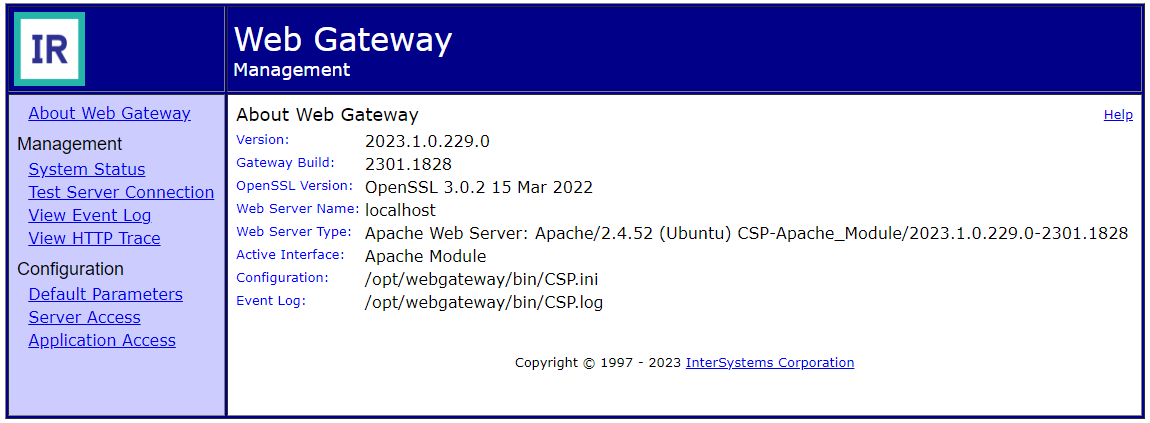 IR
Web Gateway
Management
About Web Gateway
Management
System Status
Test Server Connection
View Event Log
View HTTP Trace
Configuration
Default Parameters
Server Access
Application Access
About Web Gateway Help
Version: 2023.1.0.229.0
Gateway Build: 2301.1828
OpenSSL Version: OpenSSL 3.0.2 15 Mar 2022
Web Server Name: localhost
Web Server Type: Apache Web Server: Apache/2.4.52 (Ubuntu) CSP-Apache_Module/2023.1.0.229.0-2301.1828
Active Interface: Apache Module
Configuration: /opt/webgateway/bin/CSP.ini
Event Log: /opt/webgateway/bin/CSP.log
Copyright © 1997 - 2023 InterSystems Corporation